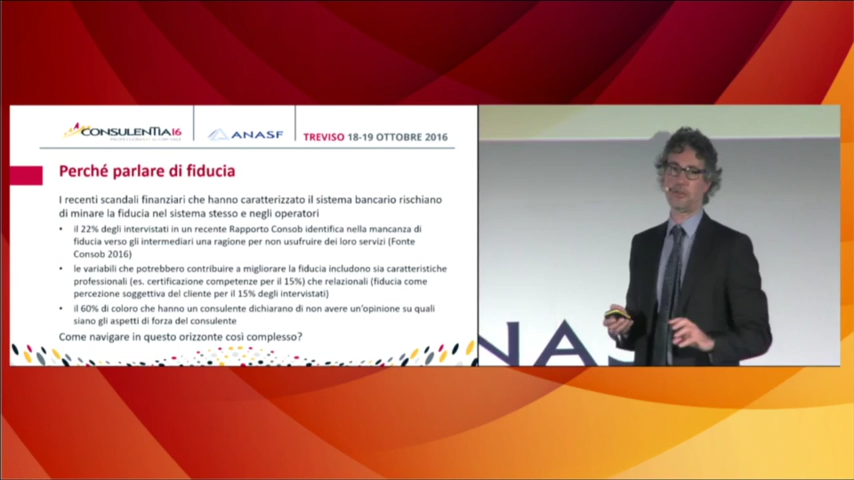 CONSULENTIA16
ANASF
TREVISO 18-19 OTTOBRE 2016
Perché parlare di fiducia
I recenti scandali finanziari che hanno caratterizzato il sistema bancario rischiano
di minare la fiducia nel sistema stesso e negli operatori
• il 22% degli intervistati in un recente Rapporto Consob identifica nella mancanza di
fiducia verso gli intermediari una ragione per non usufruire dei loro servizi (Fonte
Consob 2016)
• le variabili che potrebbero contribuire a migliorare la fiducia includono sia caratteristiche
professionali (es. certificazione competenze per il 15%) che relazionali (fiducia come
percezione soggettiva del cliente per il 15% degli intervistati)
• il 60% di coloro che hanno un consulente dichiarano di non avere un'opinione su quali
siano gli aspetti di forza del consulente
Come navigare in questo orizzonte così complesso?
NAS